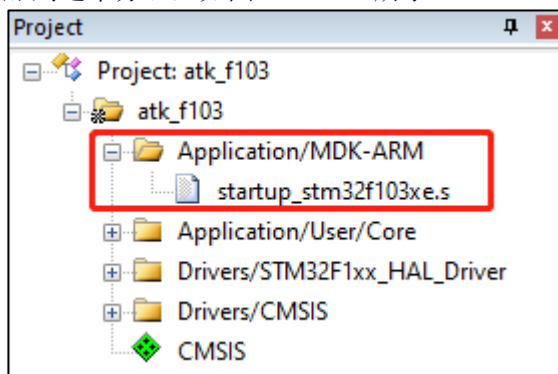 Project
Project: atk_f103
atk_f103
Application/MDK-ARM
startup_stm32f103xe.s
Application/User/Core
Drivers/STM32F1xx_HAL_Driver
Drivers/CMSIS
CMSIS